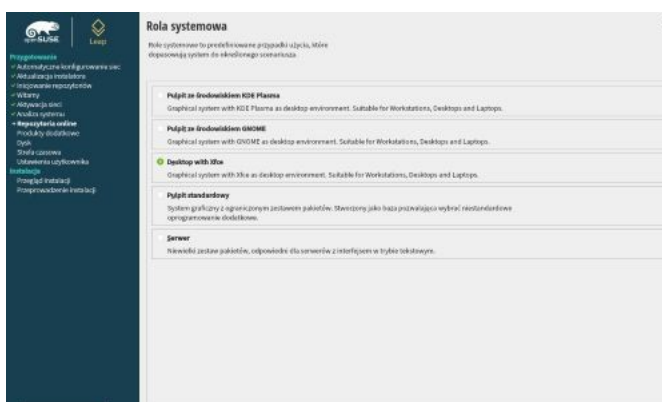 openSUSE
Leap
Przygotowanie
Automatyczne konfigurowanie siec
Aktualizacja instalatora
Inicjowanie repozytoriów
Witamy
Aktywacja sieci
Analiza systemu
Repozytoria online
Produkty dodatkowe
Dysk
Strefa czasowa
Ustawienia użytkownika
Instalacja
Przegląd instalacji
Przeprowadzenie instalacji
Rola systemowa
Role systemowe to predefiniowane przypadki użycia, które
dopasowują system do określonego scenariusza.
Pulpit ze środowiskiem KDE Plasma
Graphical system with KDE Plasma as desktop environment. Suitable for Workstations, Desktops and Laptops.
Pulpit ze środowiskiem GNOME
Graphical system with GNOME as desktop environment. Suitable for Workstations, Desktops and Laptops.
Desktop with Xfce
Graphical system with Xfce as desktop environment. Suitable for Workstations, Desktops and Laptops.
Pulpit standardowy
System graficzny z ograniczonym zestawem pakietów. Stworzony jako baza pozwalająca wybrać niestandardowe
oprogramowanie dodatkowe.
Serwer
Niewielki zestaw pakietów, odpowiedni dla serwerów z interfejsem w trybie tekstowym.